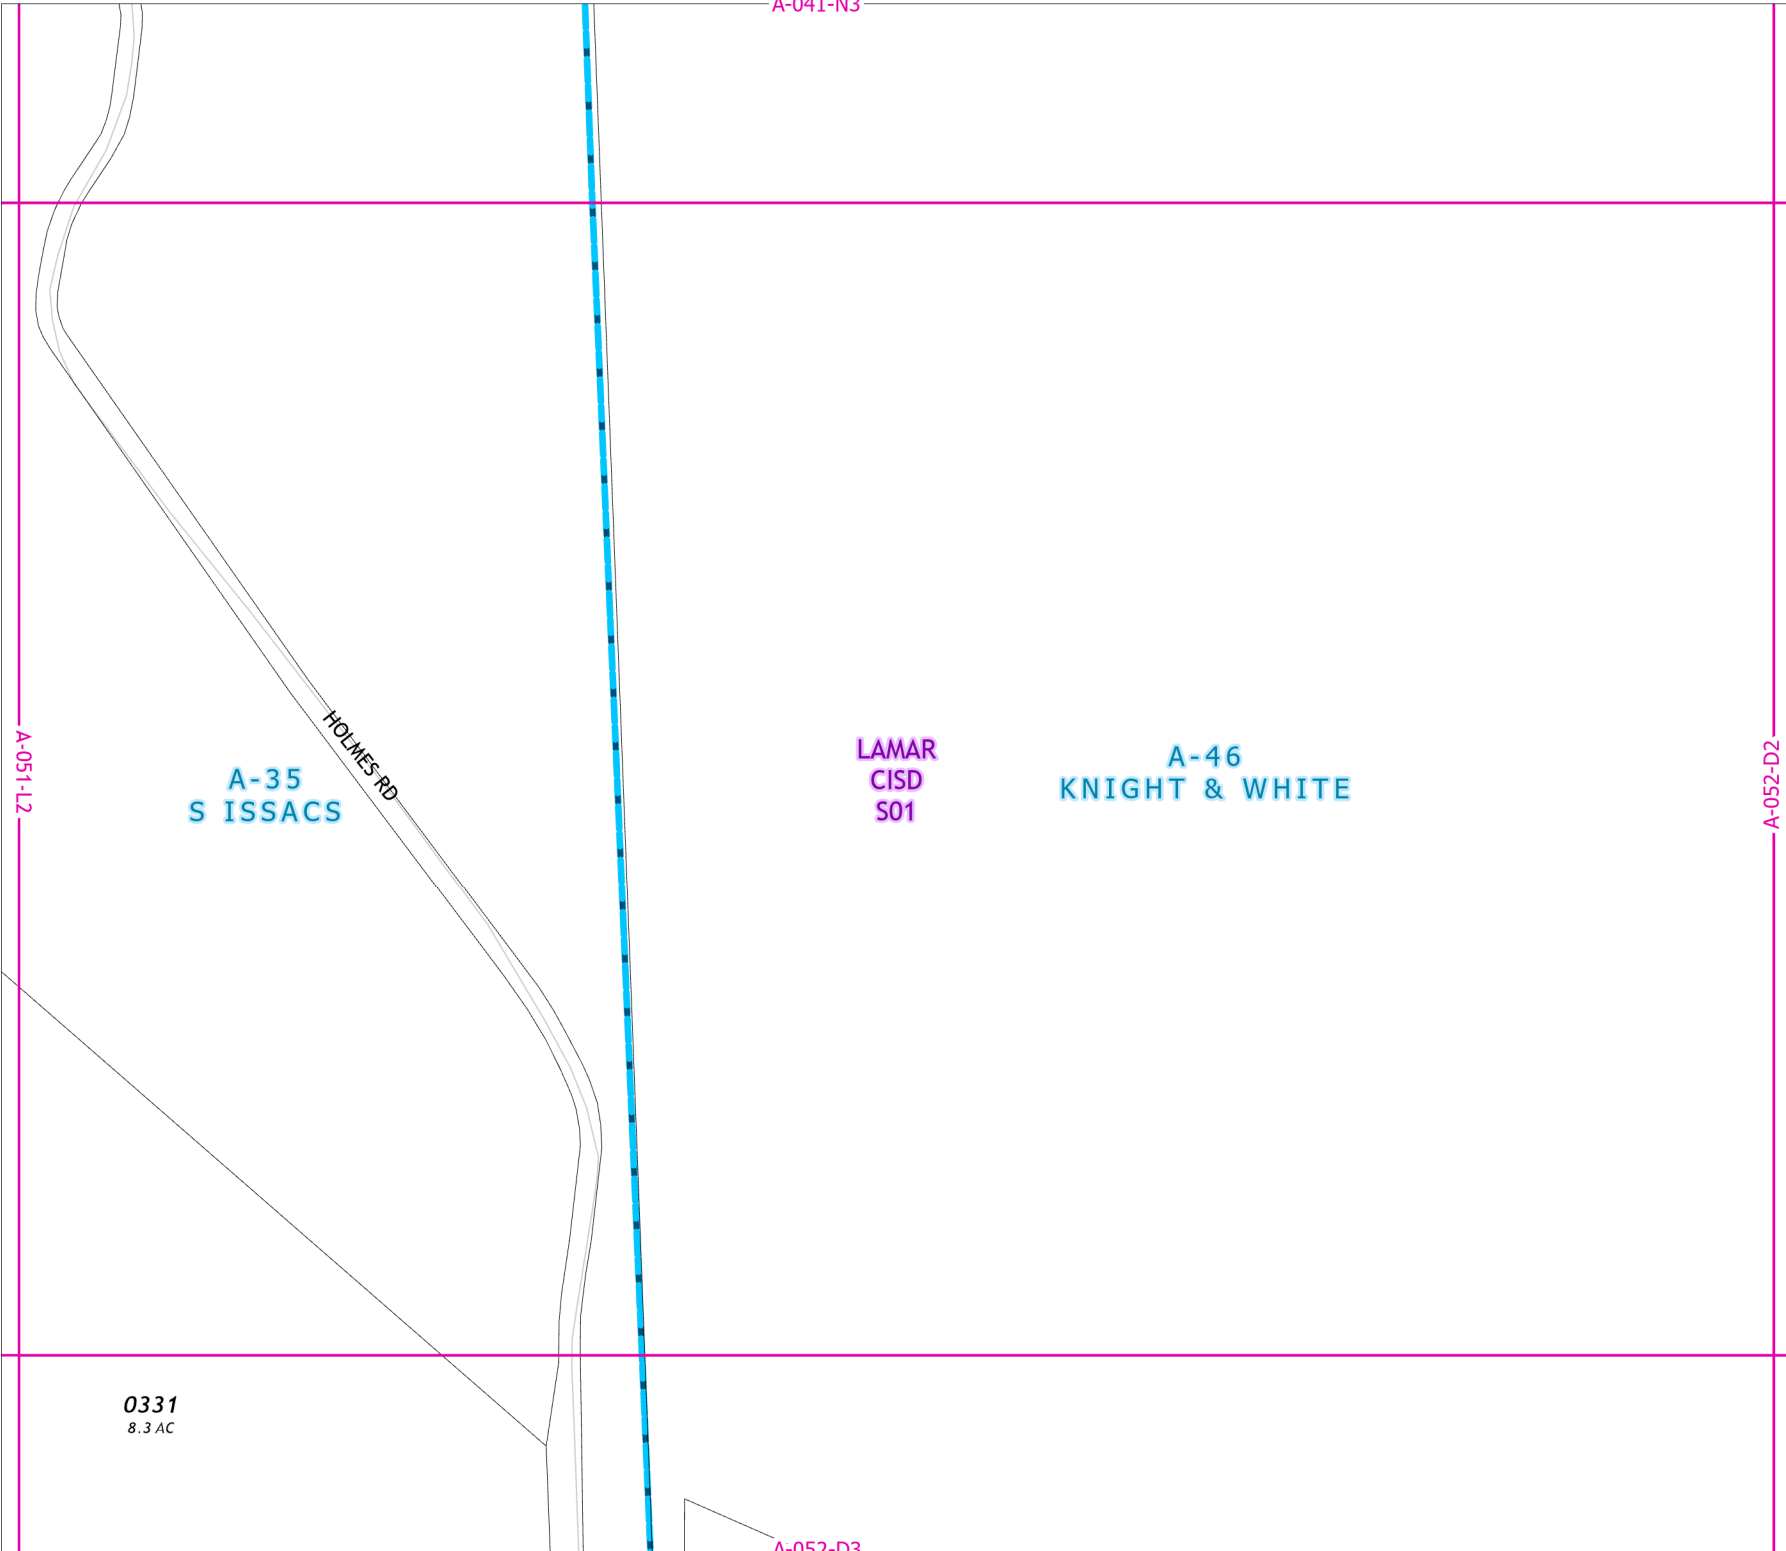 A-041-N3
A-051-L2
HOLMES RD
A-35
S ISSACS
LAMAR
CISD
S01
A-46
KNIGHT & WHITE
A-052-D2
0331
8.3 AC
A-052-D3